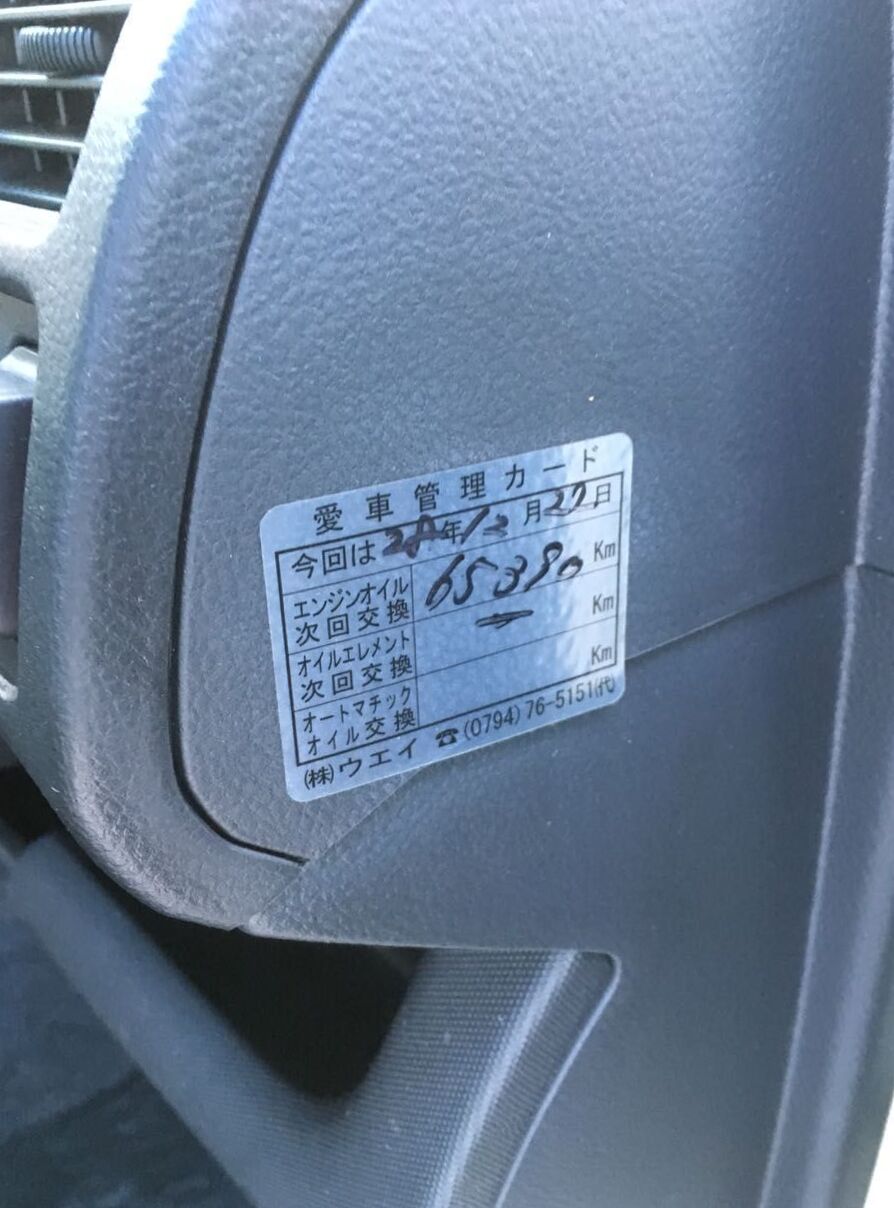 愛車管理カード
今回は28年12月27日
エンジンオイル
次回交換 65390 Km
オイルエレメント
次回交換 Km
オートマチック
オイル交換 Km
(株)ウエイ ☎(0794)76-5151(代)